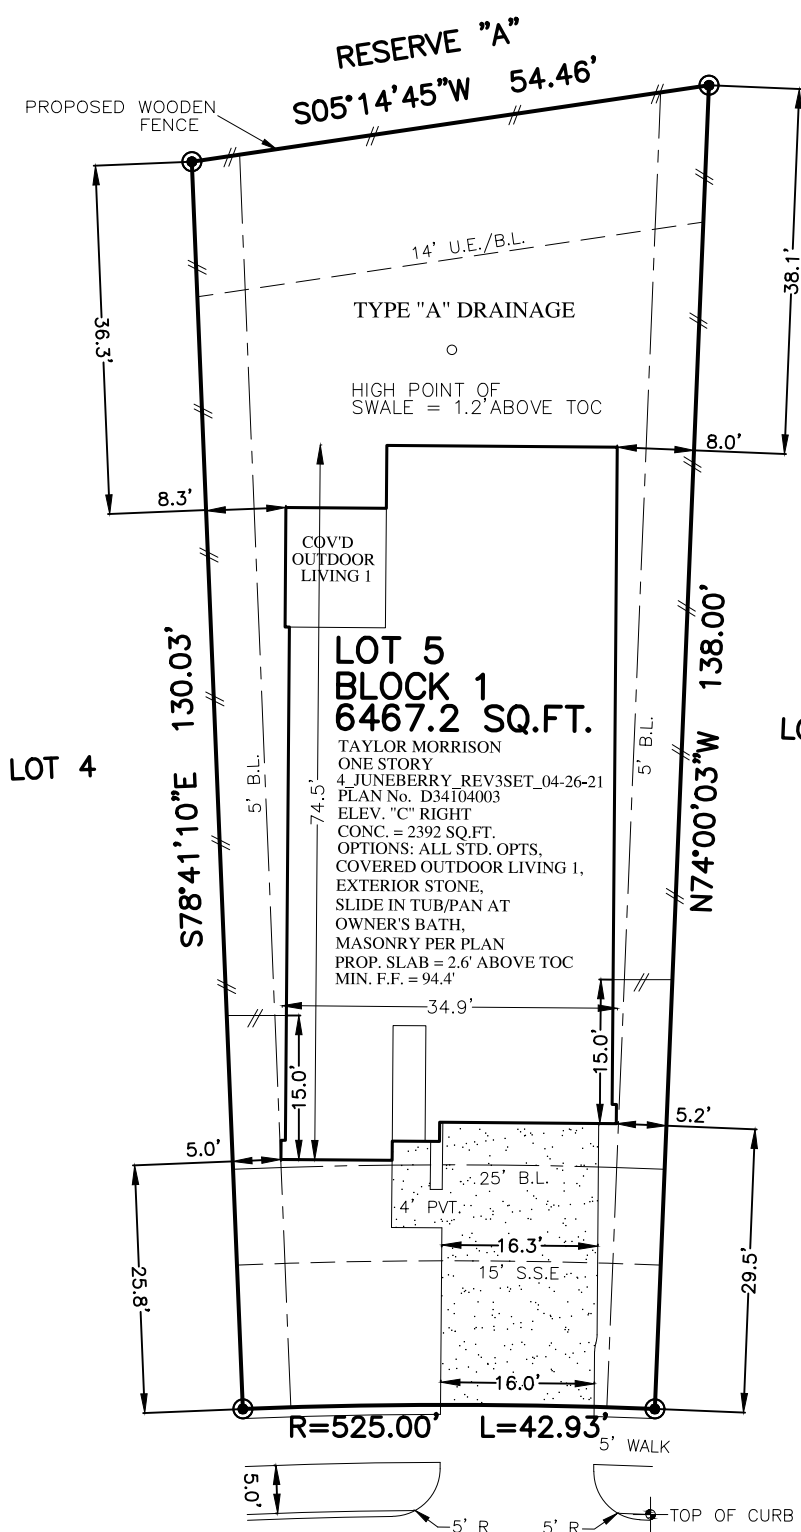 RESERVE "A"
S05°14'45"W 54.46'
PROPOSED WOODEN
FENCE
14' U.E./B.L.
38.1'
36.3'
TYPE "A" DRAINAGE
HIGH POINT OF
SWALE = 1.2' ABOVE TOC
8.0'
8.3'
COV'D
OUTDOOR
LIVING 1
LOT 5
BLOCK 1
6467.2 SQ.FT.
TAYLOR MORRISON
ONE STORY
4_JUNEBERRY_REV3SET_04-26-21
PLAN No. D34104003
ELEV. "C" RIGHT
CONC. = 2392 SQ.FT.
OPTIONS: ALL STD. OPTS,
COVERED OUTDOOR LIVING 1,
EXTERIOR STONE,
SLIDE IN TUB/PAN AT
OWNER'S BATH,
MASONRY PER PLAN
PROP. SLAB = 2.6' ABOVE TOC
MIN. F.F. = 94.4'
S78°41'10"E 130.03'
N74°00'03"W 138.00'
LOT 4
LO
5' B.L.
5' B.L.
74.5'
34.9'
15.0'
15.0'
5.0'
5.2'
25' B.L.
4' PVT.
16.3'
15' S.S.E
25.8'
29.5'
16.0'
R=525.00' L=42.93'
5' WALK
5.0'
5' R
5' R
TOP OF CURB